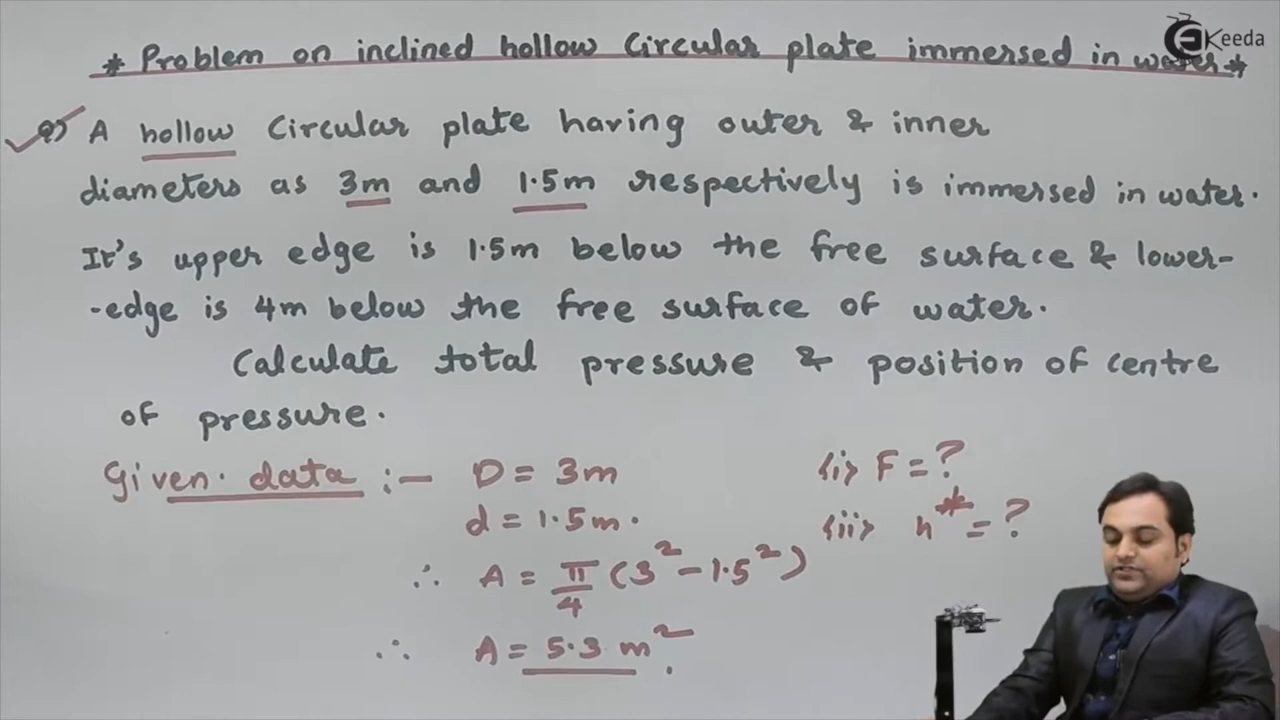 * Problem on inclined hollow Circular plate immersed in water *
eKeeda
Q) A hollow Circular plate having outer & inner
diameters as 3m and 1.5m respectively is immersed in water.
It's upper edge is 1.5m below the free surface & lower-
-edge is 4m below the free surface of water.
Calculate total pressure & position of centre
of pressure.
Given data :- D = 3m
(i) F = ?
d = 1.5m.
(ii) h* = ?
∴ A = π/4 (3² - 1.5²)
∴ A = 5.3 m².